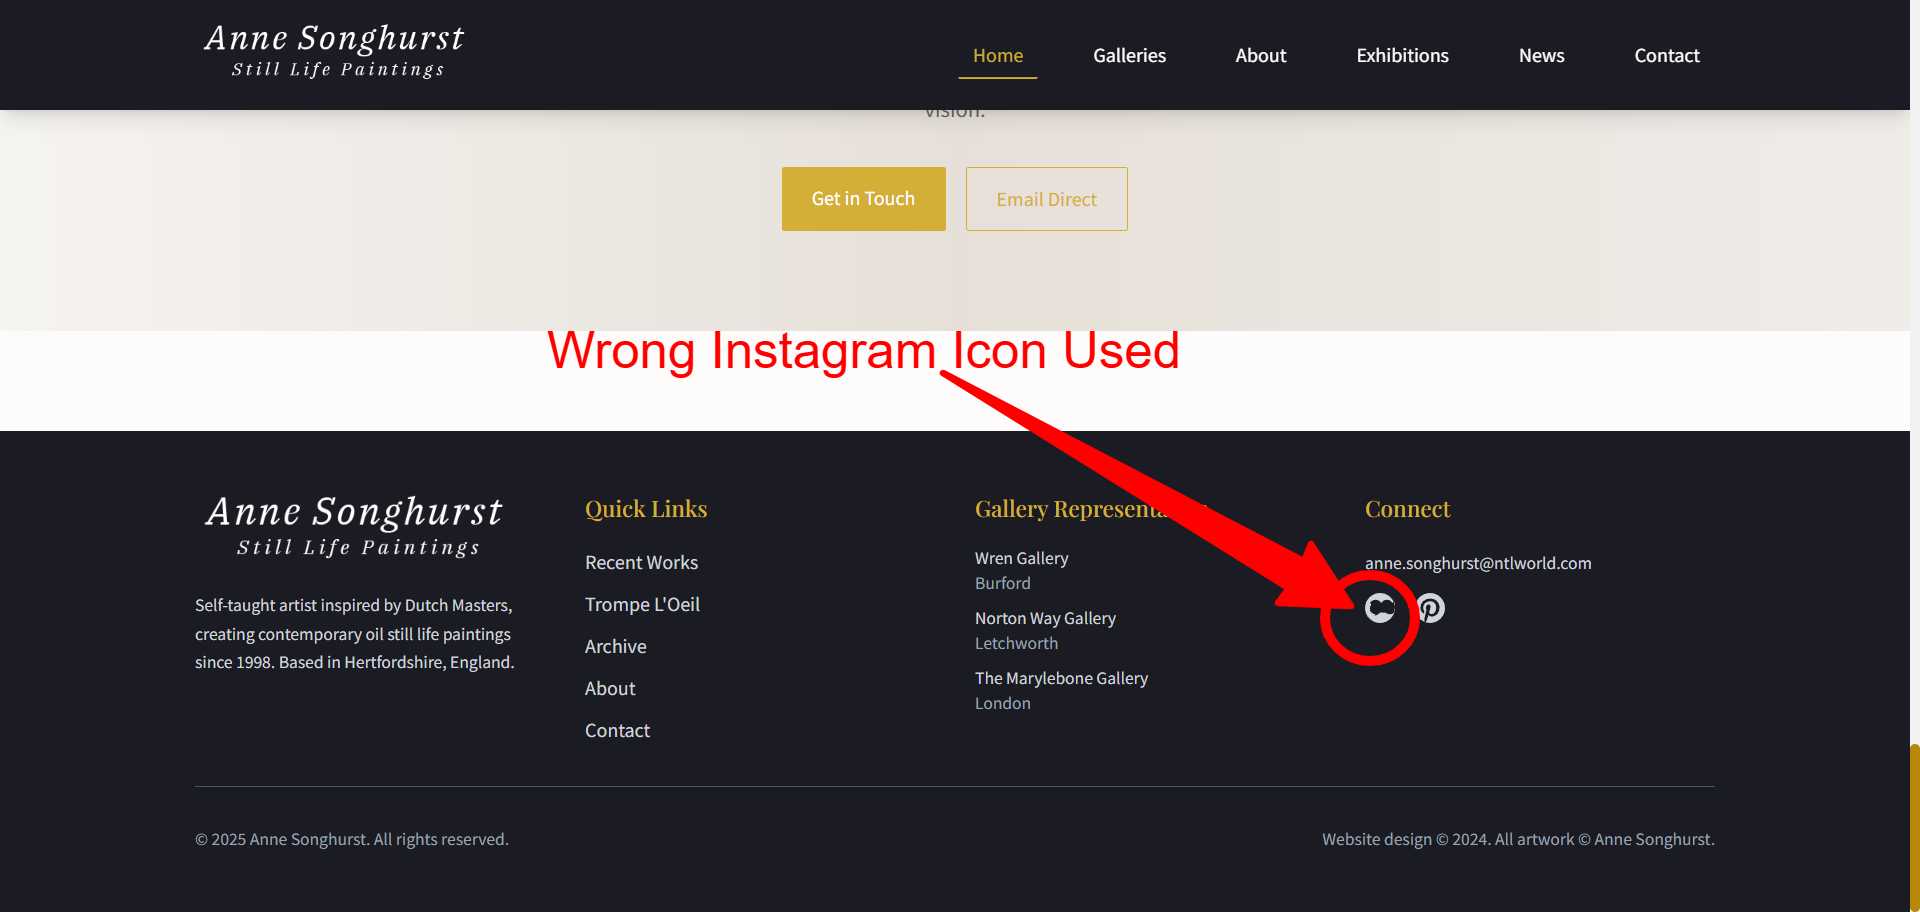 Anne Songhurst
Still Life Paintings
Home
Galleries
About
Exhibitions
News
Contact
vision.
Get in Touch
Email Direct
Wrong Instagram Icon Used
Anne Songhurst
Still Life Paintings
Self-taught artist inspired by Dutch Masters,
creating contemporary oil still life paintings
since 1998. Based in Hertfordshire, England.
Quick Links
Recent Works
Trompe L'Oeil
Archive
About
Contact
Gallery
Wren Gallery
Burford
Norton Way Gallery
Letchworth
The Marylebone Gallery
London
Connect
anne.songhurst@ntlworld.com
© 2025 Anne Songhurst. All rights reserved.
Website design © 2024. All artwork © Anne Songhurst.